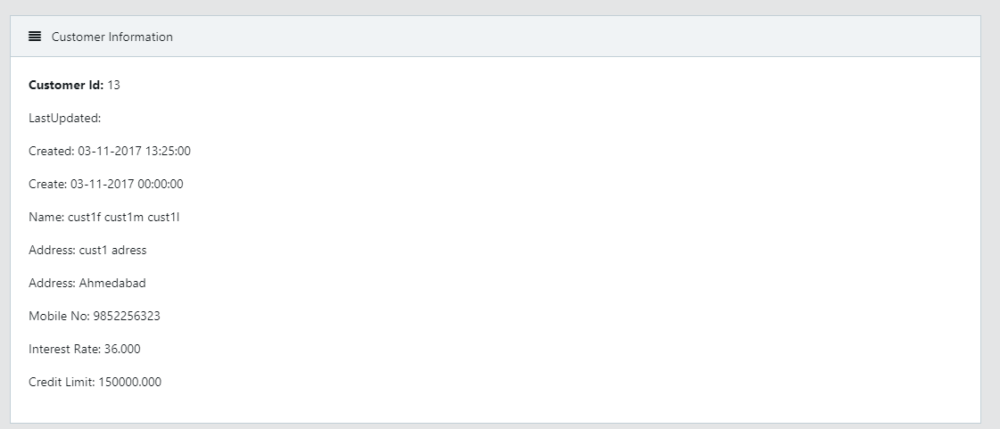 Customer Information
Customer Id: 13
LastUpdated:
Created: 03-11-2017 13:25:00
Create: 03-11-2017 00:00:00
Name: cust1f cust1m cust1l
Address: cust1 adress
Address: Ahmedabad
Mobile No: 9852256323
Interest Rate: 36.000
Credit Limit: 150000.000